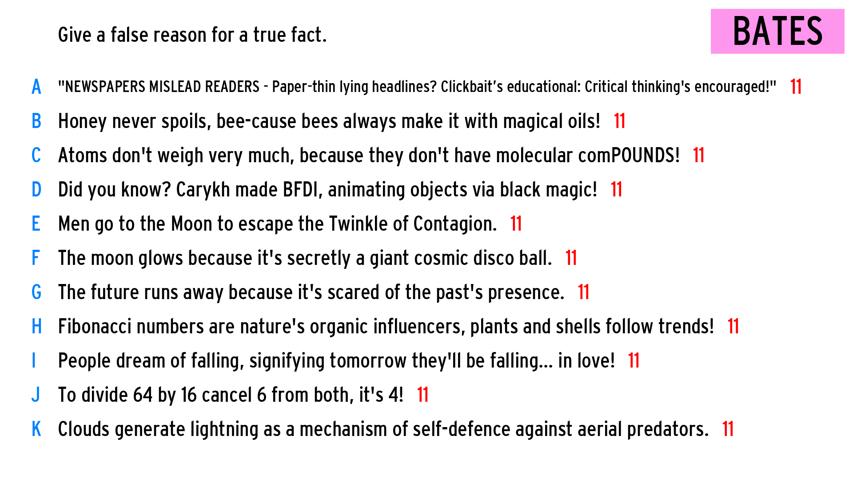 Give a false reason for a true fact.
BATES
A "NEWSPAPERS MISLEAD READERS - Paper-thin lying headlines? Clickbait's educational: Critical thinking's encouraged!" 11
B Honey never spoils, bee-cause bees always make it with magical oils! 11
C Atoms don't weigh very much, because they don't have molecular comPOUNDS! 11
D Did you know? Carykh made BFDI, animating objects via black magic! 11
E Men go to the Moon to escape the Twinkle of Contagion. 11
F The moon glows because it's secretly a giant cosmic disco ball. 11
G The future runs away because it's scared of the past's presence. 11
H Fibonacci numbers are nature's organic influencers, plants and shells follow trends! 11
I People dream of falling, signifying tomorrow they'll be falling... in love! 11
J To divide 64 by 16 cancel 6 from both, it's 4! 11
K Clouds generate lightning as a mechanism of self-defence against aerial predators. 11